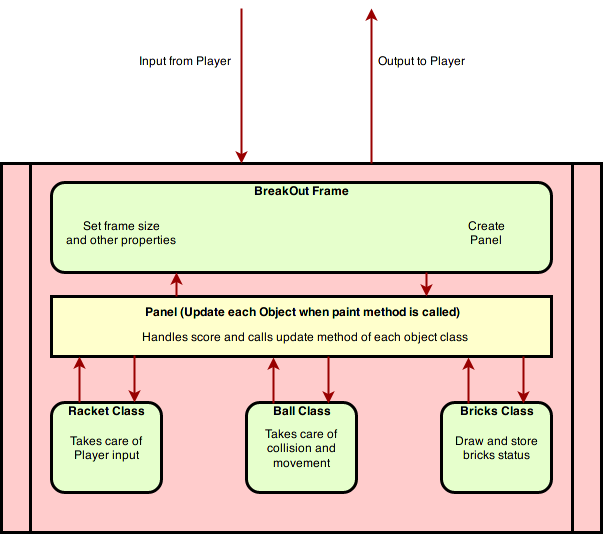 Input from Player
Output to Player
BreakOut Frame
Set frame size
and other properties
Create
Panel
Panel (Update each Object when paint method is called)
Handles score and calls update method of each object class
Racket Class
Takes care of
Player input
Ball Class
Takes care of
collision and
movement
Bricks Class
Draw and store
bricks status